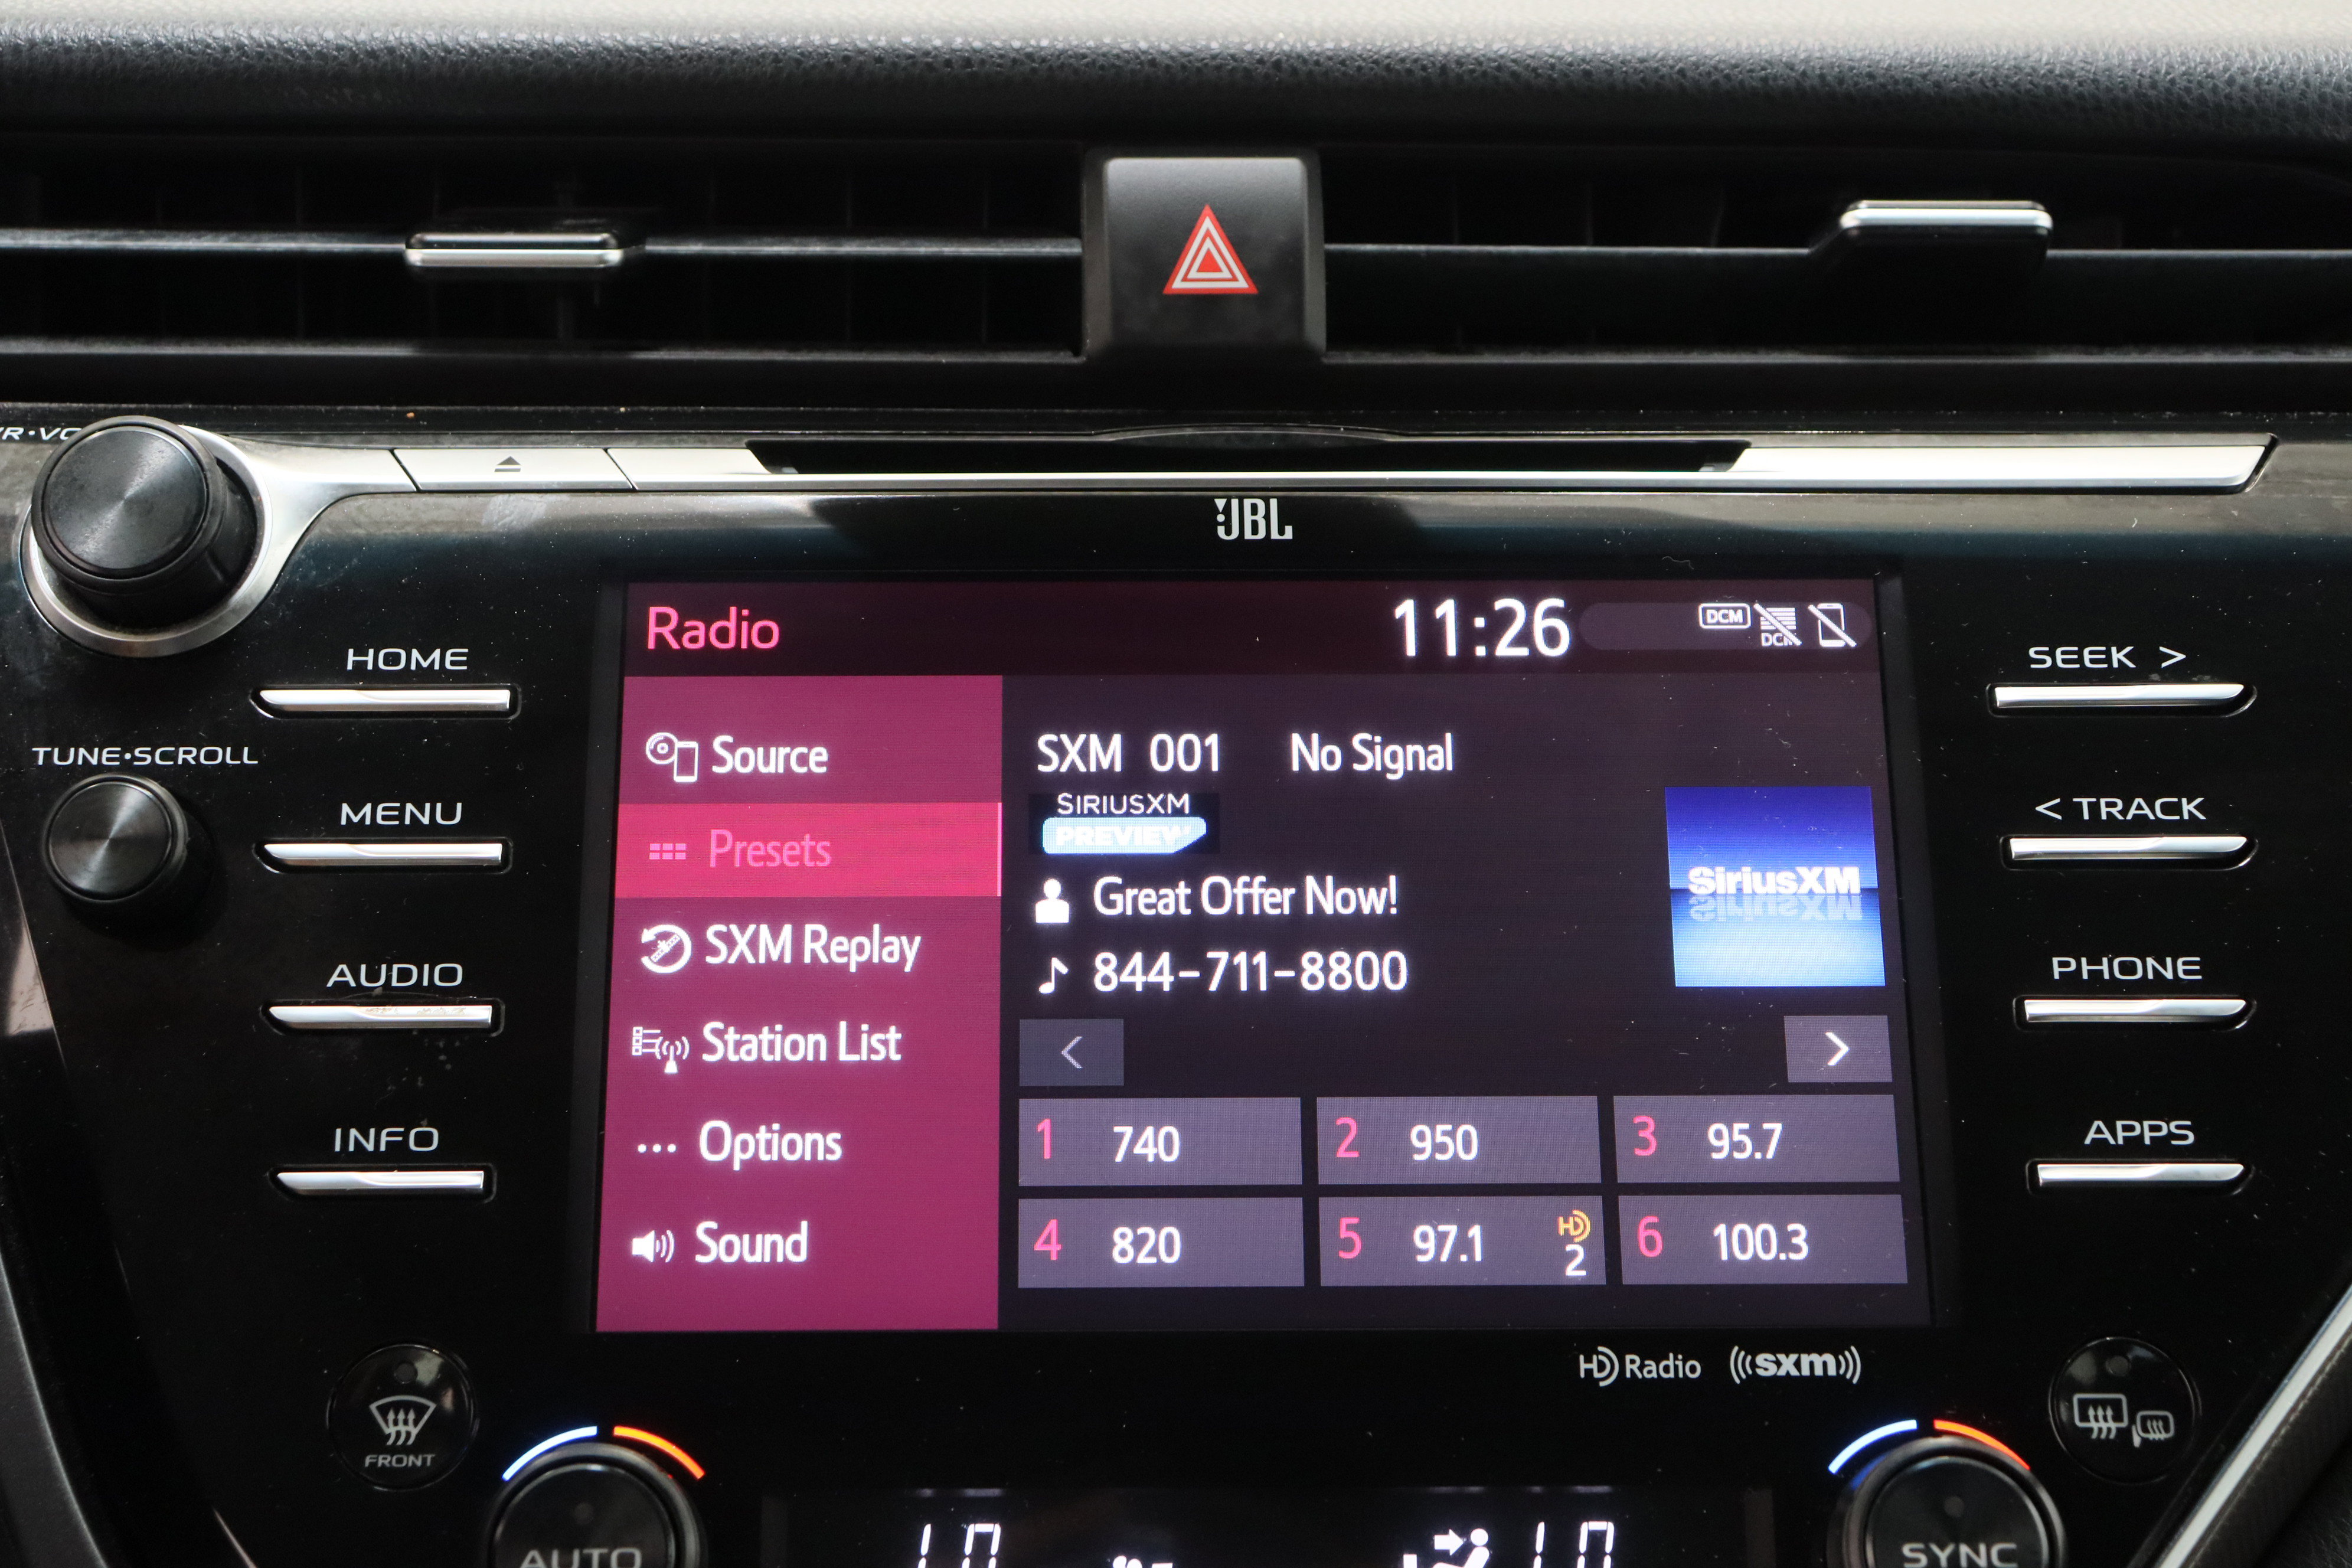 JBL
Radio 11:26 DCM DCM
HOME
TUNE•SCROLL
MENU
AUDIO
INFO
Source
Presets
SXM Replay
Station List
Options
Sound
SXM 001 No Signal
SIRIUSXM
PREVIEW
Great Offer Now!
844-711-8800
SiriusXM
< >
1 740
2 950
3 95.7
4 820
5 97.1 HD 2
6 100.3
SEEK >
< TRACK
PHONE
APPS
HD Radio
((sxm))
FRONT
AUTO
SYNC